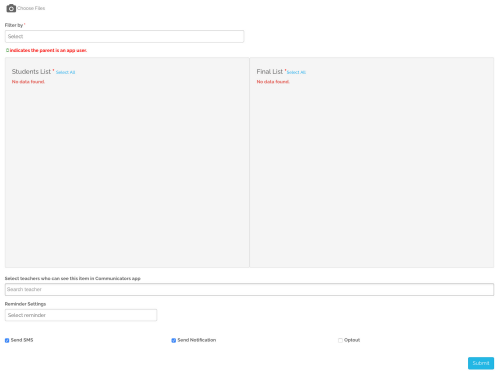 Choose Files
Filter by *
Select
indicates the parent is an app user.
Students List * Select All
No data found.
Final List * Select All
No data found.
Select teachers who can see this item in Communicators app
Search teacher
Reminder Settings
Select reminder
Send SMS
Send Notification
Optout
Submit